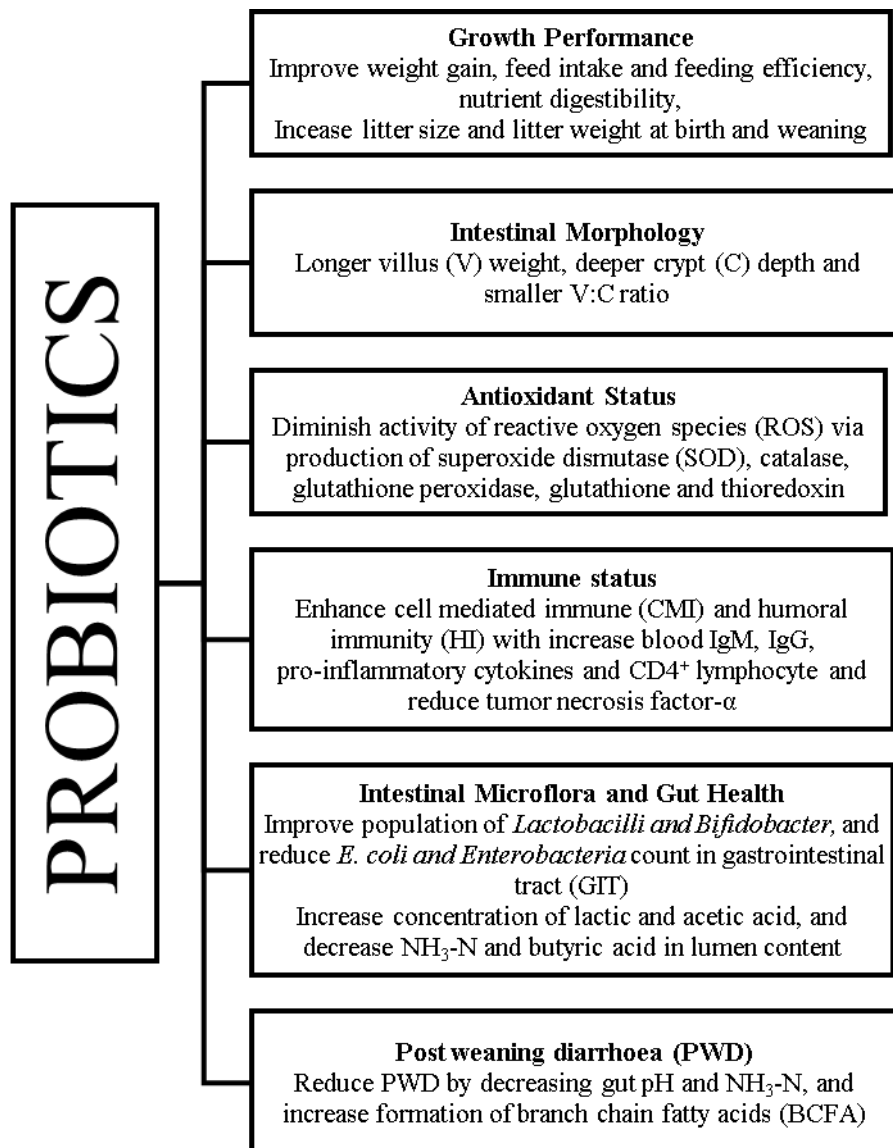 PROBIOTICS
Growth Performance
Improve weight gain, feed intake and feeding efficiency,
nutrient digestibility,
Incease litter size and litter weight at birth and weaning
Intestinal Morphology
Longer villus (V) weight, deeper crypt (C) depth and
smaller V:C ratio
Antioxidant Status
Diminish activity of reactive oxygen species (ROS) via
production of superoxide dismutase (SOD), catalase,
glutathione peroxidase, glutathione and thioredoxin
Immune status
Enhance cell mediated immune (CMI) and humoral
immunity (HI) with increase blood IgM, IgG,
pro-inflammatory cytokines and CD4⁺ lymphocyte and
reduce tumor necrosis factor-α
Intestinal Microflora and Gut Health
Improve population of Lactobacilli and Bifidobacter, and
reduce E. coli and Enterobacteria count in gastrointestinal
tract (GIT)
Increase concentration of lactic and acetic acid, and
decrease NH₃-N and butyric acid in lumen content
Post weaning diarrhoea (PWD)
Reduce PWD by decreasing gut pH and NH₃-N, and
increase formation of branch chain fatty acids (BCFA)